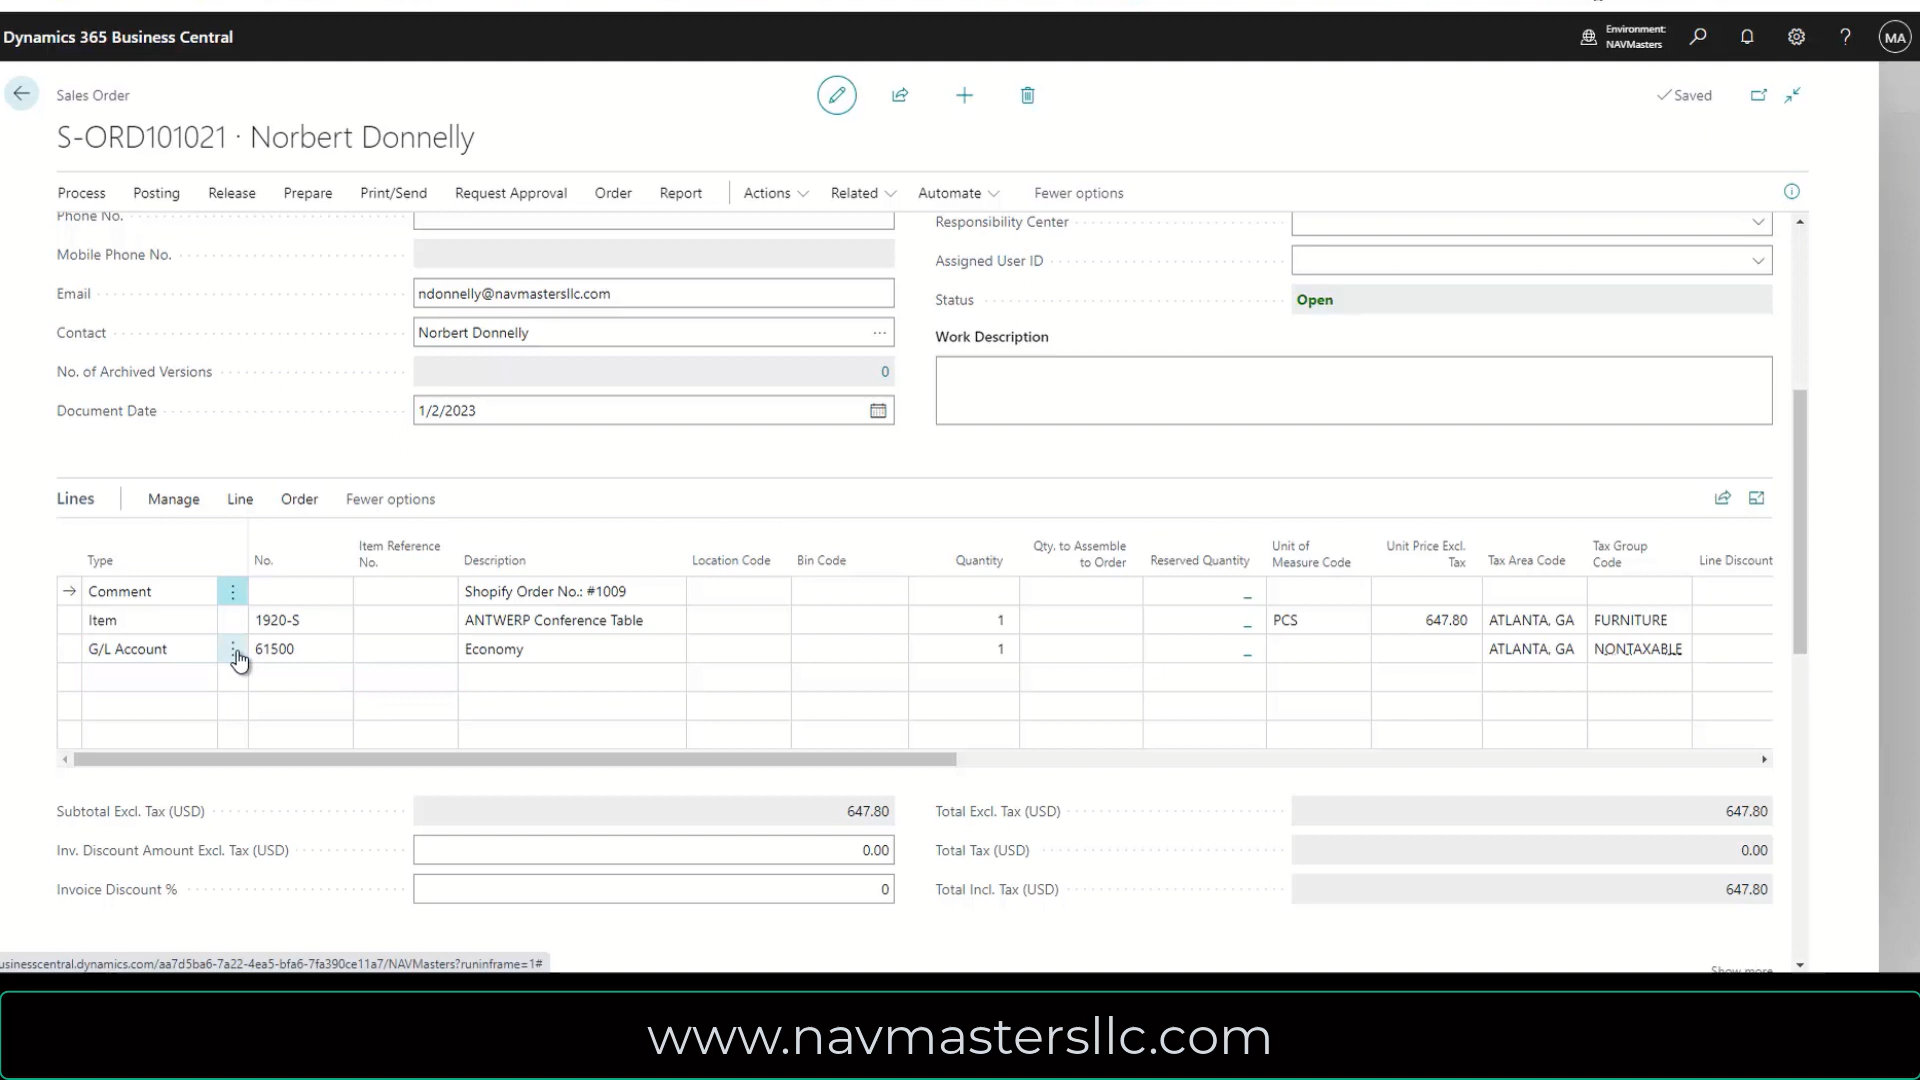 Dynamics 365 Business Central
Environment:
NAVMasters
MA
Sales Order
Saved
S-ORD101021 · Norbert Donnelly
Process Posting Release Prepare Print/Send Request Approval Order Report Actions Related Automate Fewer options
Phone No.
Responsibility Center
Mobile Phone No.
Assigned User ID
Email ndonnelly@navmastersllc.com
Status Open
Contact Norbert Donnelly
Work Description
No. of Archived Versions 0
Document Date 1/2/2023
Lines Manage Line Order Fewer options
Type No. Item Reference No. Description Location Code Bin Code Quantity Qty. to Assemble to Order Reserved Quantity Unit of Measure Code Unit Price Excl. Tax Tax Area Code Tax Group Code Line Discount
Comment Shopify Order No.: #1009 _
Item 1920-S ANTWERP Conference Table 1 _ PCS 647.80 ATLANTA, GA FURNITURE
G/L Account 61500 Economy 1 _ ATLANTA, GA NONTAXABLE
Subtotal Excl. Tax (USD) 647.80 Total Excl. Tax (USD) 647.80
Inv. Discount Amount Excl. Tax (USD) 0.00 Total Tax (USD) 0.00
Invoice Discount % 0 Total Incl. Tax (USD) 647.80
usinesscentral.dynamics.com/aa7d5ba6-7a22-4ea5-bfa6-7fa390ce11a7/NAVMasters?runinframe=1#
Show more
www.navmastersllc.com